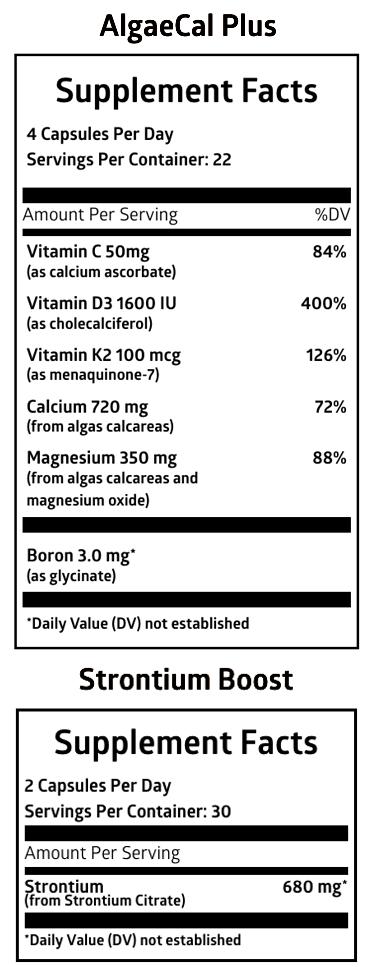 AlgaeCal Plus
Supplement Facts
4 Capsules Per Day
Servings Per Container: 22
Amount Per Serving %DV
Vitamin C 50mg 84%
(as calcium ascorbate)
Vitamin D3 1600 IU 400%
(as cholecalciferol)
Vitamin K2 100 mcg 126%
(as menaquinone-7)
Calcium 720 mg 72%
(from algas calcareas)
Magnesium 350 mg 88%
(from algas calcareas and
magnesium oxide)
Boron 3.0 mg*
(as glycinate)
*Daily Value (DV) not established
Strontium Boost
Supplement Facts
2 Capsules Per Day
Servings Per Container: 30
Amount Per Serving
Strontium 680 mg*
(from Strontium Citrate)
*Daily Value (DV) not established